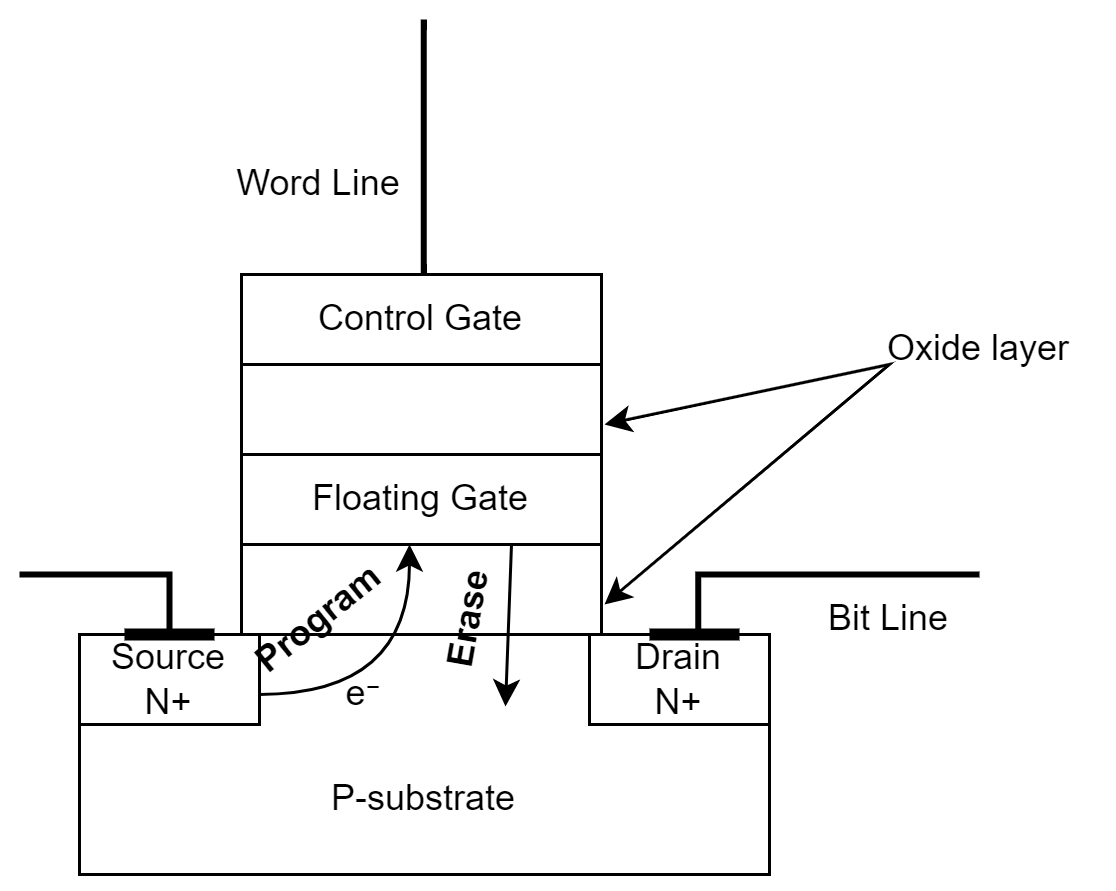 Word Line
Control Gate
Oxide layer
Floating Gate
Program
Erase
Bit Line
Source
N+
e⁻
Drain
N+
P-substrate